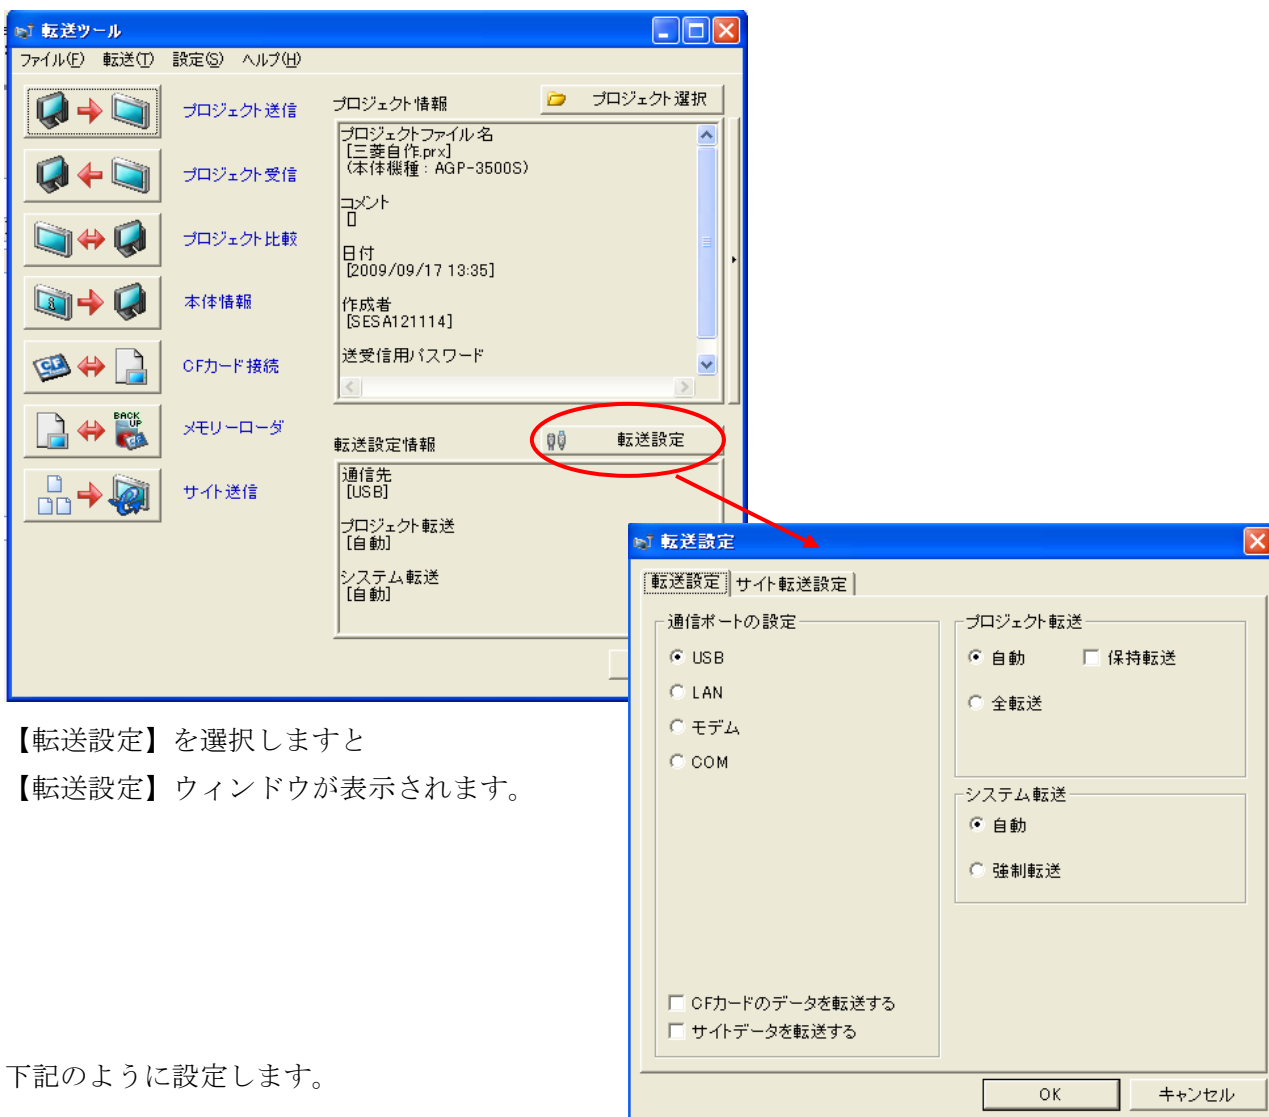 転送ツール
ファイル(F) 転送(T) 設定(S) ヘルプ(H)
プロジェクト送信
プロジェクト受信
プロジェクト比較
本体情報
CFカード接続
BACK
UP
メモリーローダ
サイト送信
プロジェクト情報
プロジェクト選択
プロジェクトファイル名
[三菱自作.prx]
(本体機種:AGP-3500S)
コメント
[]
日付
[2009/09/17 13:35]
作成者
[SESA121114]
送受信用パスワード
転送設定情報
転送設定
通信先
[USB]
プロジェクト転送
[自動]
システム転送
[自動]
転送設定
転送設定 サイト転送設定
通信ポートの設定
USB
LAN
モデム
COM
CFカードのデータを転送する
サイトデータを転送する
プロジェクト転送
自動 保持転送
全転送
システム転送
自動
強制転送
OK キャンセル
【転送設定】を選択しますと
【転送設定】ウィンドウが表示されます。
下記のように設定します。